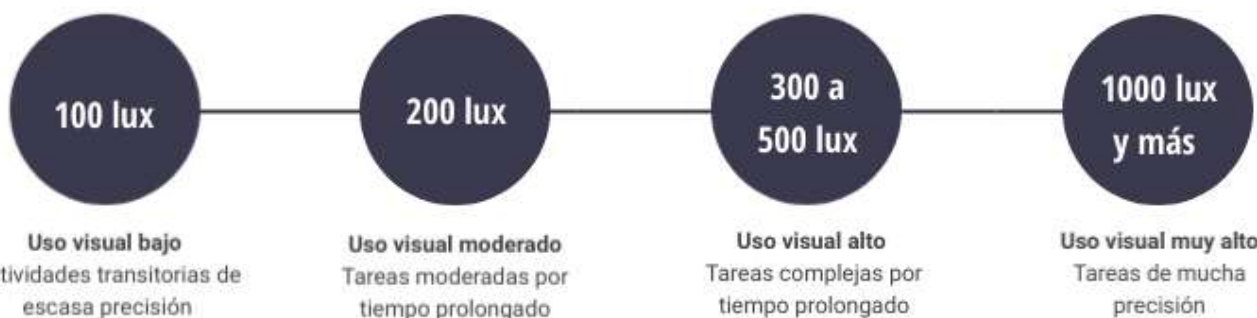 100 lux
200 lux
300 a
500 lux
1000 lux
y más
Uso visual bajo
tividades transitorias de
escasa precisión
Uso visual moderado
Tareas moderadas por
tiempo prolongado
Uso visual alto
Tareas complejas por
tiempo prolongado
Uso visual muy alto
Tareas de mucha
precisión